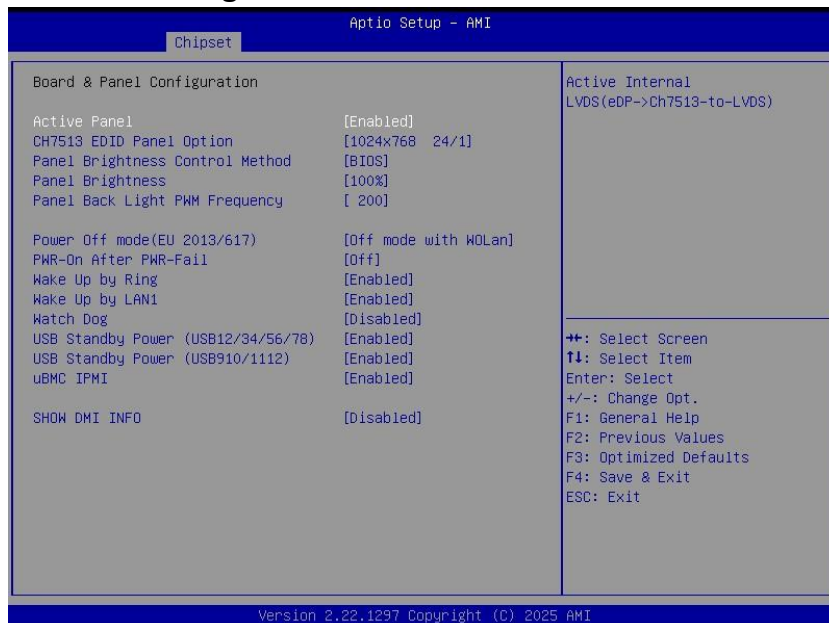 Aptio Setup - AMI
Chipset
Board & Panel Configuration
Active Panel [Enabled]
CH7513 EDID Panel Option [1024x768 24/1]
Panel Brightness Control Method [BIOS]
Panel Brightness [100%]
Panel Back Light PWM Frequency [ 200]
Power Off mode(EU 2013/617) [Off mode with WOLan]
PWR-On After PWR-Fail [Off]
Wake Up by Ring [Enabled]
Wake Up by LAN1 [Enabled]
Watch Dog [Disabled]
USB Standby Power (USB12/34/56/78) [Enabled]
USB Standby Power (USB910/1112) [Enabled]
uBMC IPMI [Enabled]
SHOW DMI INFO [Disabled]
Active Internal
LVDS(eDP->Ch7513-to-LVDS)
→←: Select Screen
↑↓: Select Item
Enter: Select
+/-: Change Opt.
F1: General Help
F2: Previous Values
F3: Optimized Defaults
F4: Save & Exit
ESC: Exit
Version 2.22.1297 Copyright (C) 2025 AMI